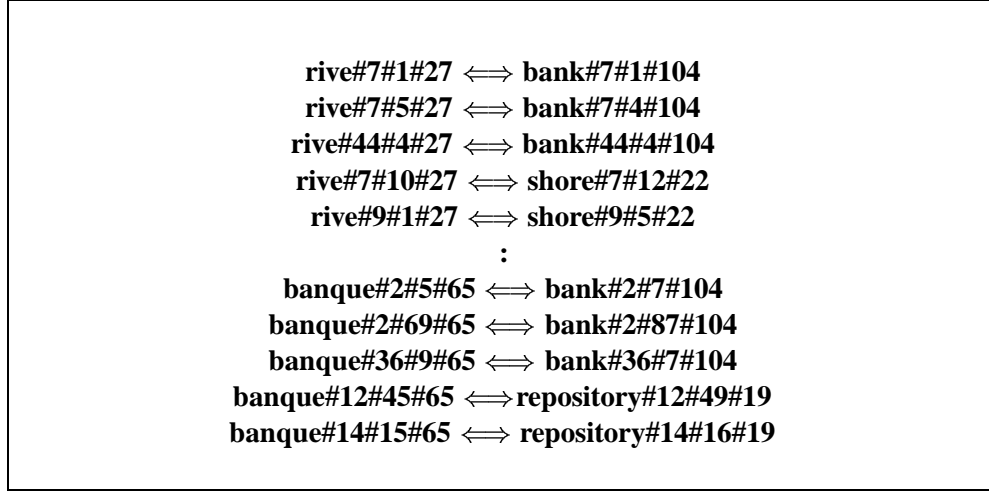 rive#7#1#27 ⟺ bank#7#1#104
rive#7#5#27 ⟺ bank#7#4#104
rive#44#4#27 ⟺ bank#44#4#104
rive#7#10#27 ⟺ shore#7#12#22
rive#9#1#27 ⟺ shore#9#5#22
:
banque#2#5#65 ⟺ bank#2#7#104
banque#2#69#65 ⟺ bank#2#87#104
banque#36#9#65 ⟺ bank#36#7#104
banque#12#45#65 ⟺repository#12#49#19
banque#14#15#65 ⟺ repository#14#16#19